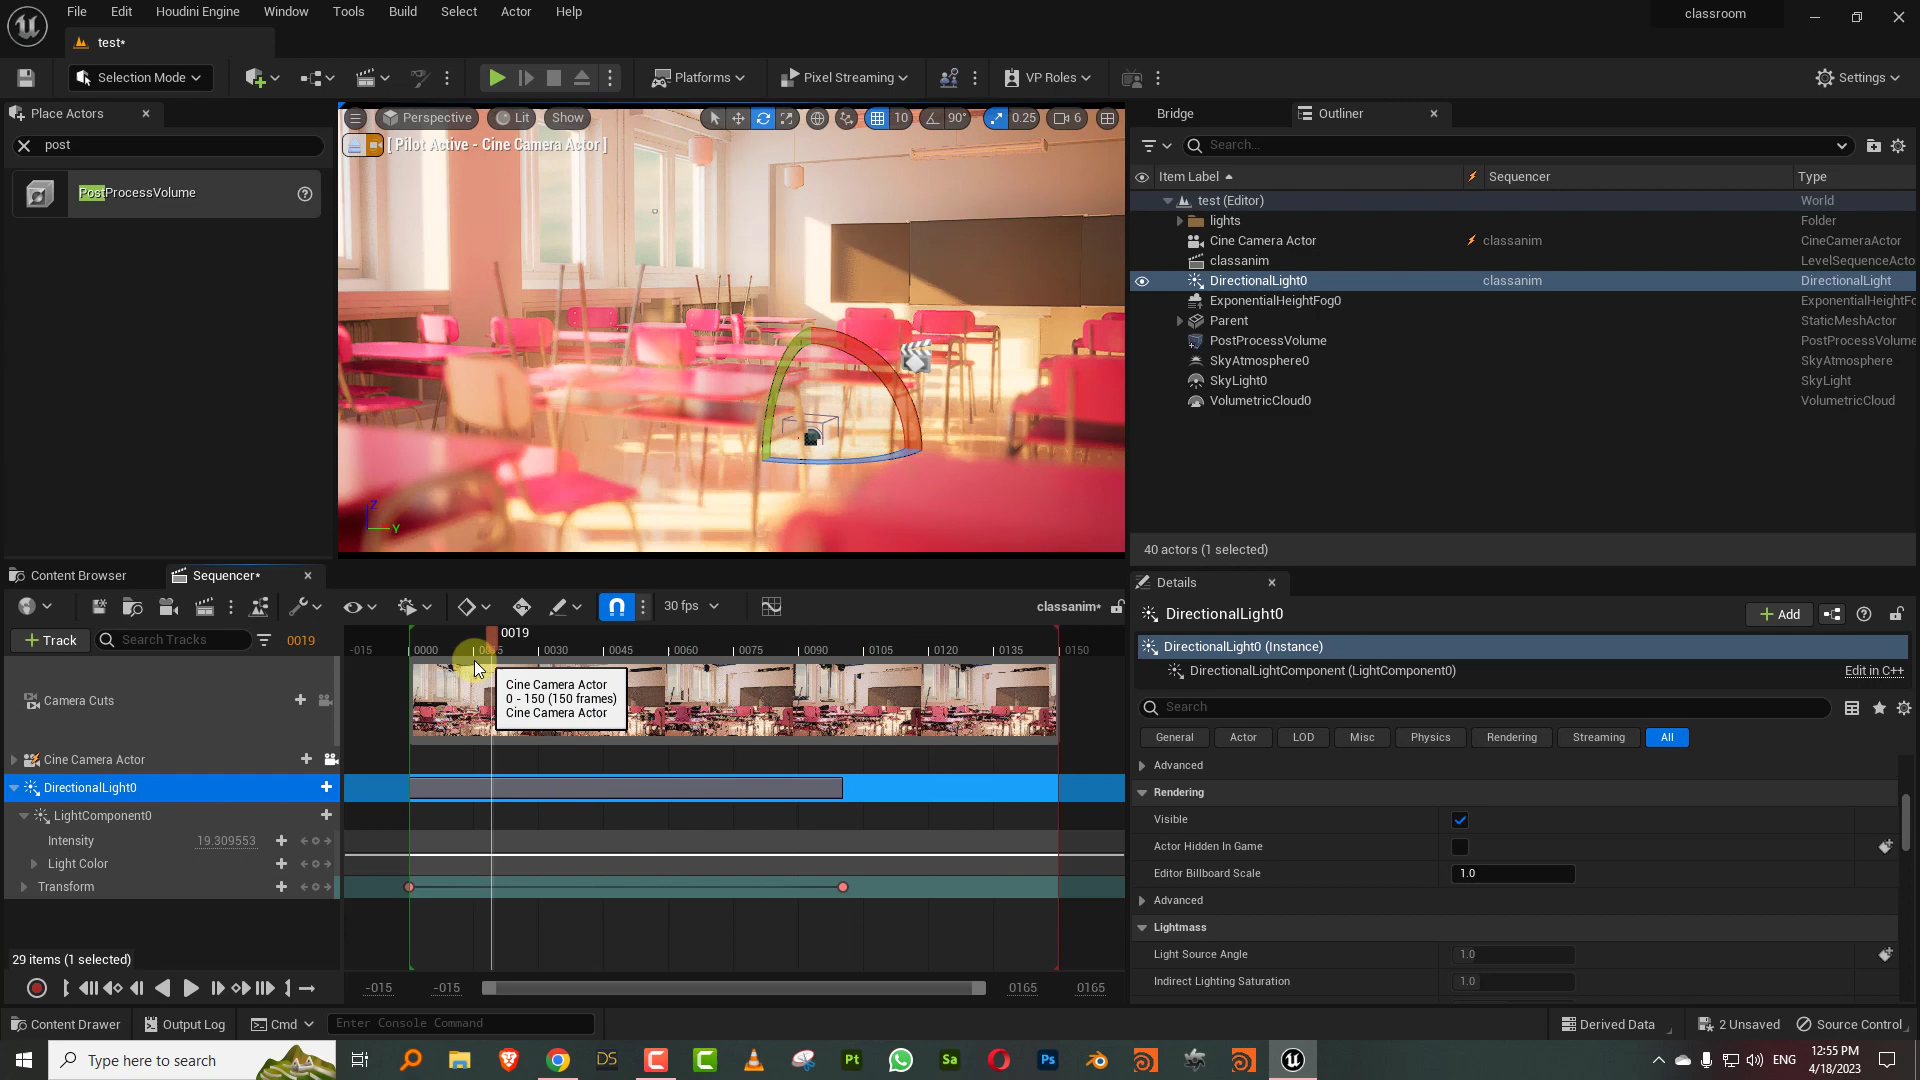 File Edit Houdini Engine Window Tools Build Select Actor Help
classroom
test*
Selection Mode
Platforms
Pixel Streaming
VP Roles
Settings
Place Actors
post
PostProcessVolume
Perspective Lit Show
10 90° 0.25 6
[ Pilot Active - Cine Camera Actor ]
Z
Y
Bridge Outliner
Search...
Item Label Sequencer Type
test (Editor) World
lights Folder
Cine Camera Actor classanim CineCameraActor
classanim LevelSequenceActo
DirectionalLight0 classanim DirectionalLight
ExponentialHeightFog0 ExponentialHeightFo
Parent StaticMeshActor
PostProcessVolume PostProcessVolume
SkyAtmosphere0 SkyAtmosphere
SkyLight0 SkyLight
VolumetricCloud0 VolumetricCloud
40 actors (1 selected)
Content Browser Sequencer*
30 fps classanim*
Track Search Tracks 0019
0019
-015 0000 0030 0045 0060 0075 0090 0105 0120 0135 0150
Camera Cuts
Cine Camera Actor
0 - 150 (150 frames)
Cine Camera Actor
Cine Camera Actor
DirectionalLight0
LightComponent0
Intensity 19.309553
Light Color
Transform
29 items (1 selected)
-015 -015 0165 0165
Details
DirectionalLight0 Add
DirectionalLight0 (Instance)
DirectionalLightComponent (LightComponent0) Edit in C++
Search
General Actor LOD Misc Physics Rendering Streaming All
Advanced
Rendering
Visible
Actor Hidden In Game
Editor Billboard Scale 1.0
Advanced
Lightmass
Light Source Angle 1.0
Indirect Lighting Saturation 1.0
Content Drawer Output Log Cmd Enter Console Command
Derived Data 2 Unsaved Source Control
Type here to search
DS Pt Sa Ps
ENG
12:55 PM
4/18/2023